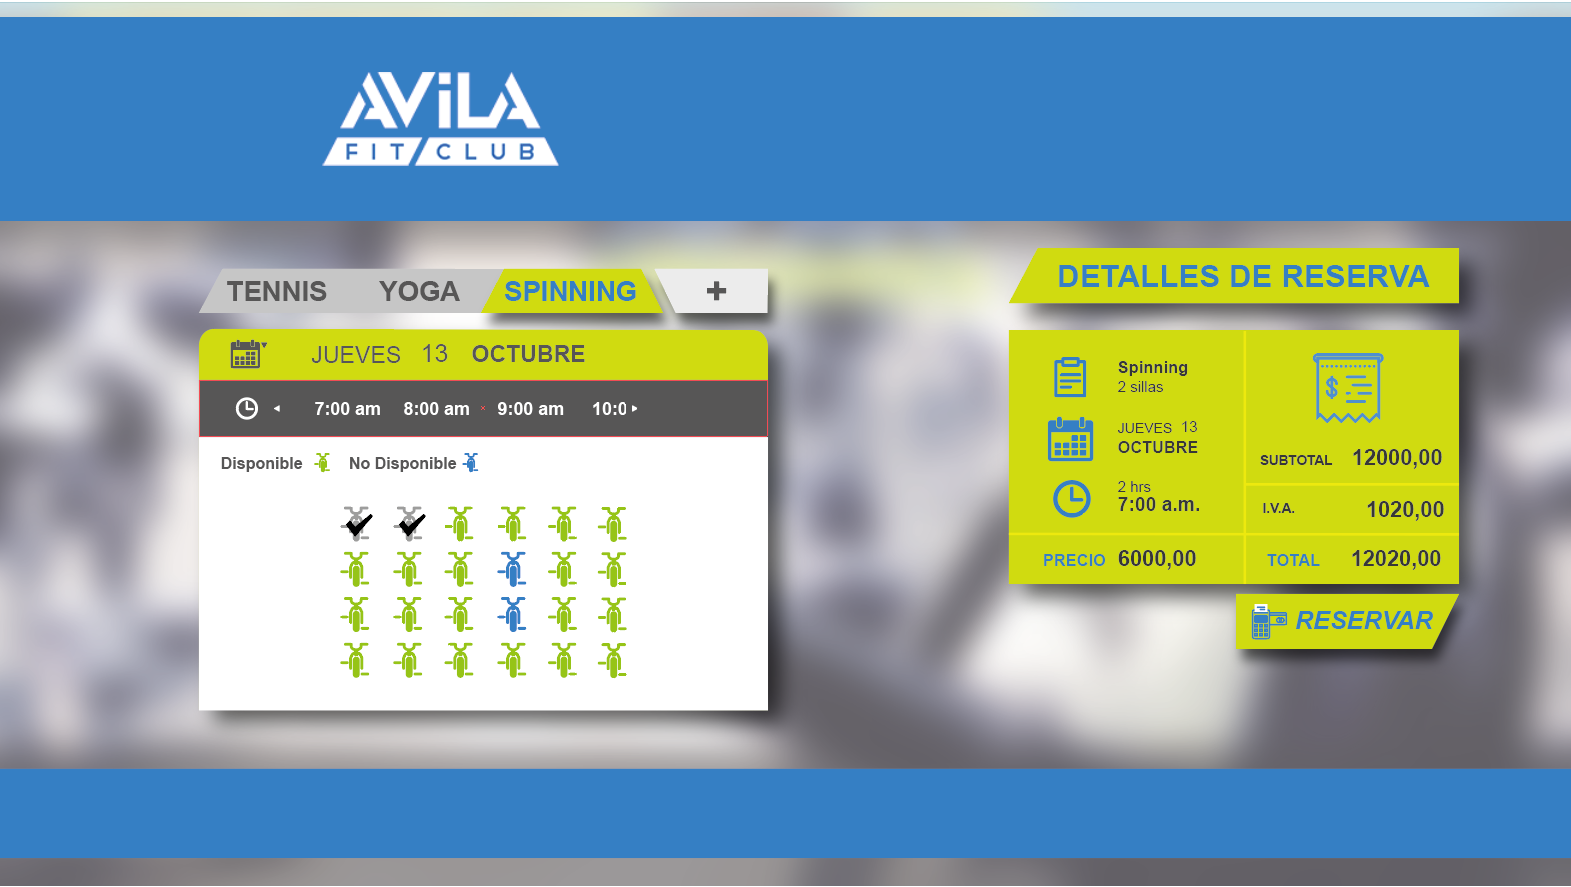 AViLA
FIT CLUB
TENNIS YOGA SPINNING +
JUEVES 13 OCTUBRE
7:00 am 8:00 am × 9:00 am 10:0
Disponible No Disponible
DETALLES DE RESERVA
Spinning
2 sillas
JUEVES 13
OCTUBRE
2 hrs
7:00 a.m.
PRECIO 6000,00
$
SUBTOTAL 12000,00
I.V.A. 1020,00
TOTAL 12020,00
RESERVAR